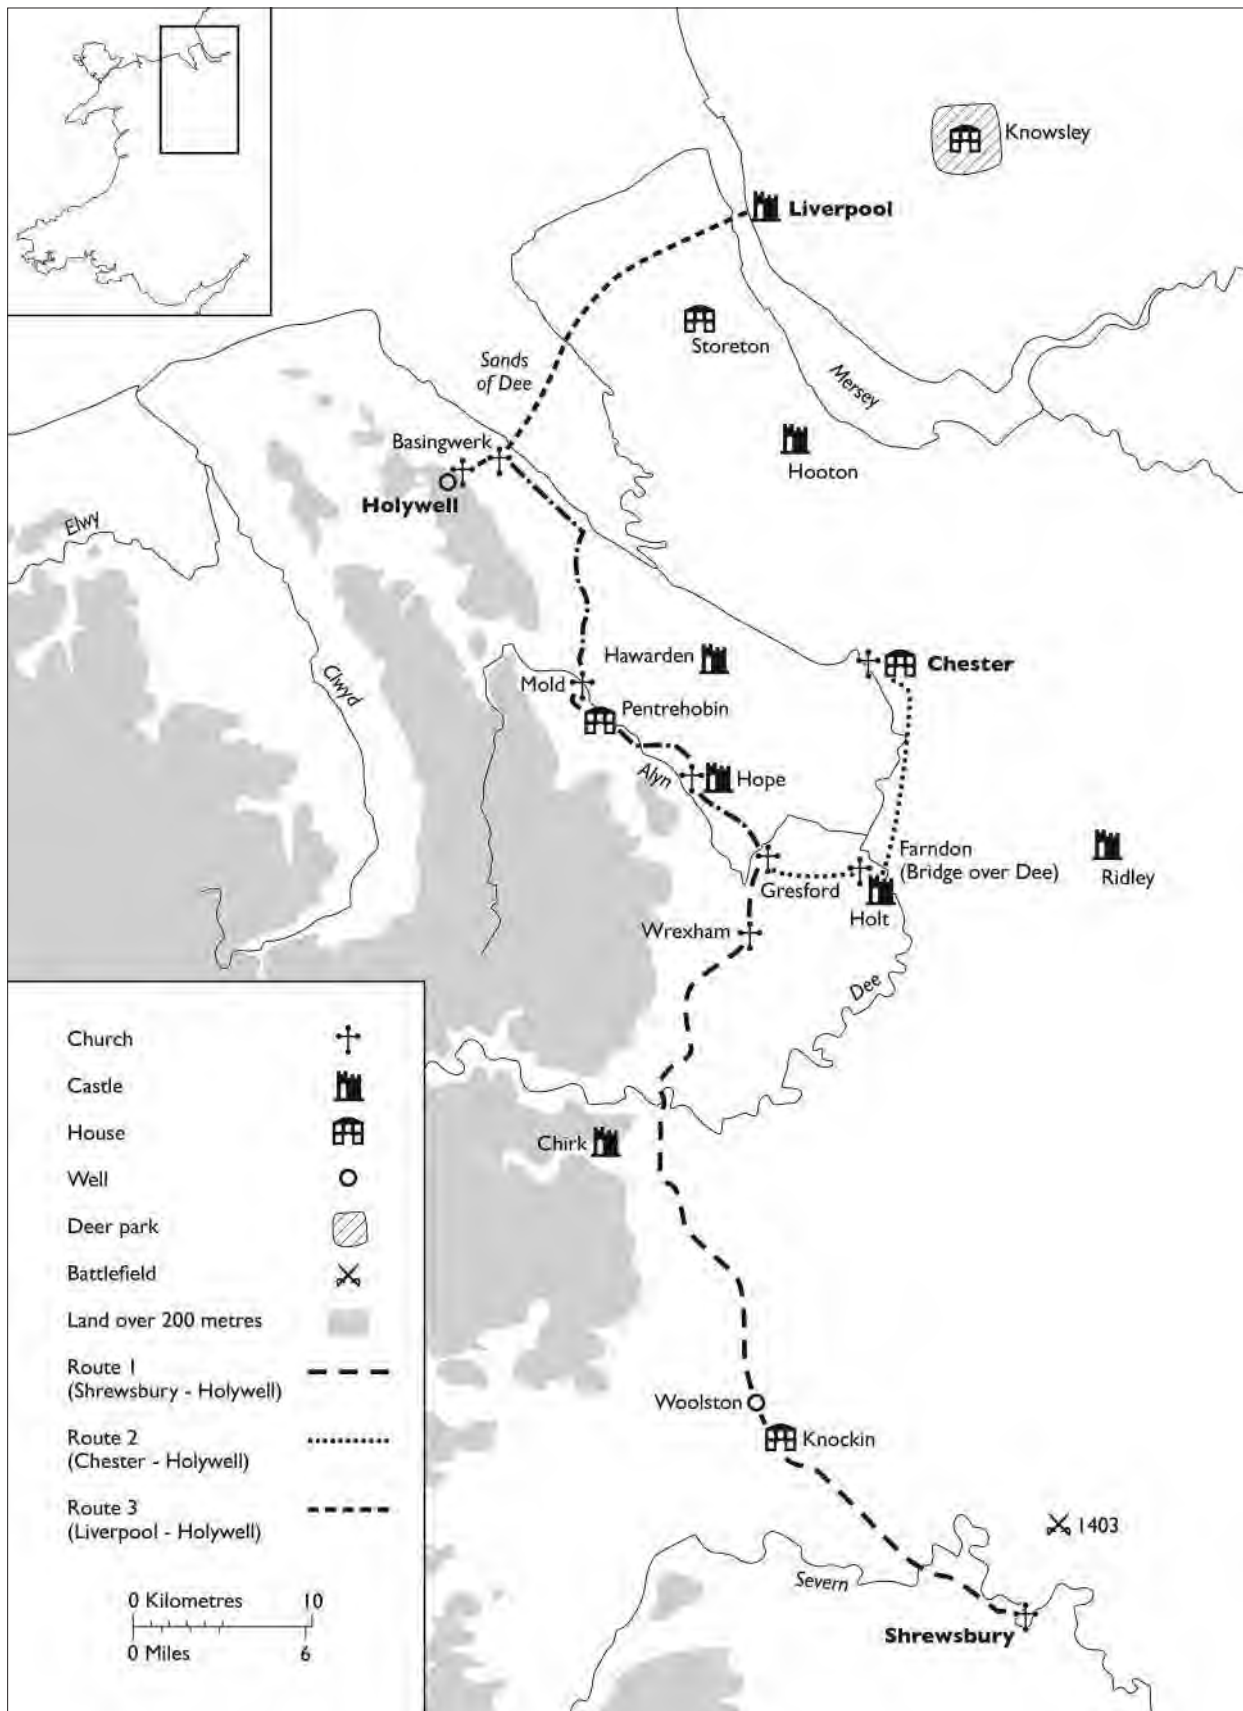 Knowsley
Liverpool
Storeton
Sands
of Dee
Mersey
Basingwerk
Hooton
Holywell
Elwy
Clwyd
Hawarden
Chester
Mold
Pentrehobin
Alyn
Hope
Farndon
(Bridge over Dee)
Ridley
Gresford
Holt
Wrexham
Dee
Chirk
Woolston
Knockin
1403
Severn
Shrewsbury
Church
Castle
House
Well
Deer park
Battlefield
Land over 200 metres
Route 1
(Shrewsbury - Holywell)
Route 2
(Chester - Holywell)
Route 3
(Liverpool - Holywell)
0 Kilometres 10
0 Miles 6